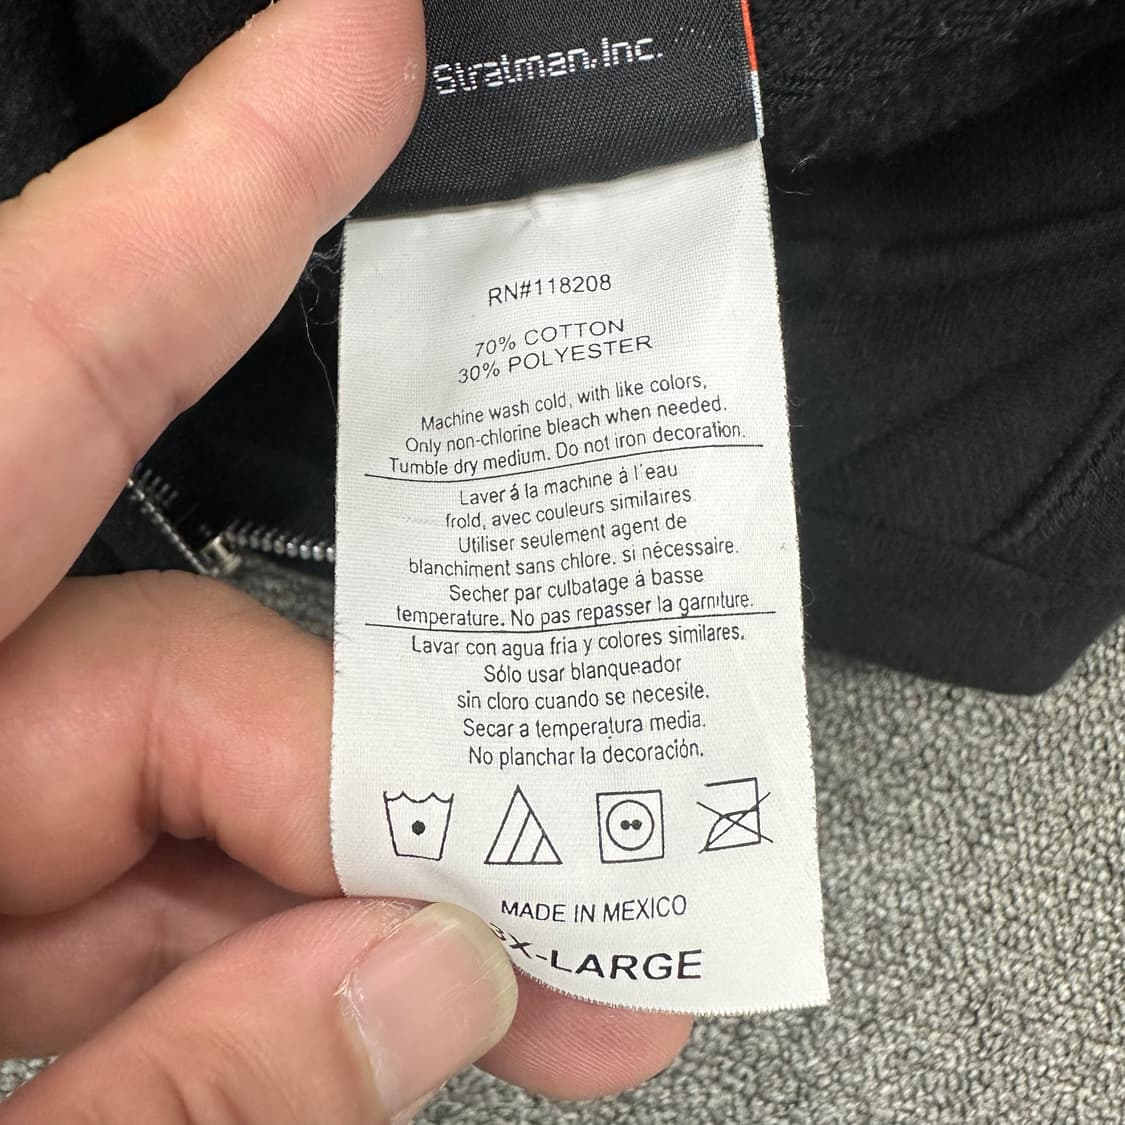 Stratman.Inc.
RN#118208
70% COTTON
30% POLYESTER
Machine wash cold, with like colors,
Only non-chlorine bleach when needed.
Tumble dry medium. Do not iron decoration.
Laver á la machine à l'eau
frold, avec couleurs similaires
Utiliser seulement agent de
blanchiment sans chlore, si nécessaire.
Secher par culbatage à basse
temperature. No pas repasser la garniture.
Lavar con agua fria y colores similares.
Sólo usar blanqueador
sin cloro cuando se necesite.
Secar a temperatura media.
No planchar la decoración.
MADE IN MEXICO
3X-LARGE